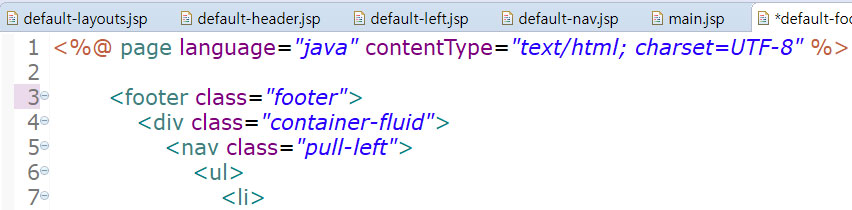 default-layouts.jsp default-header.jsp default-left.jsp default-nav.jsp main.jsp *default-foo
1 <%@ page language="java" contentType="text/html; charset=UTF-8" %>
2
3 <footer class="footer">
4 <div class="container-fluid">
5 <nav class="pull-left">
6 <ul>
7 <li>